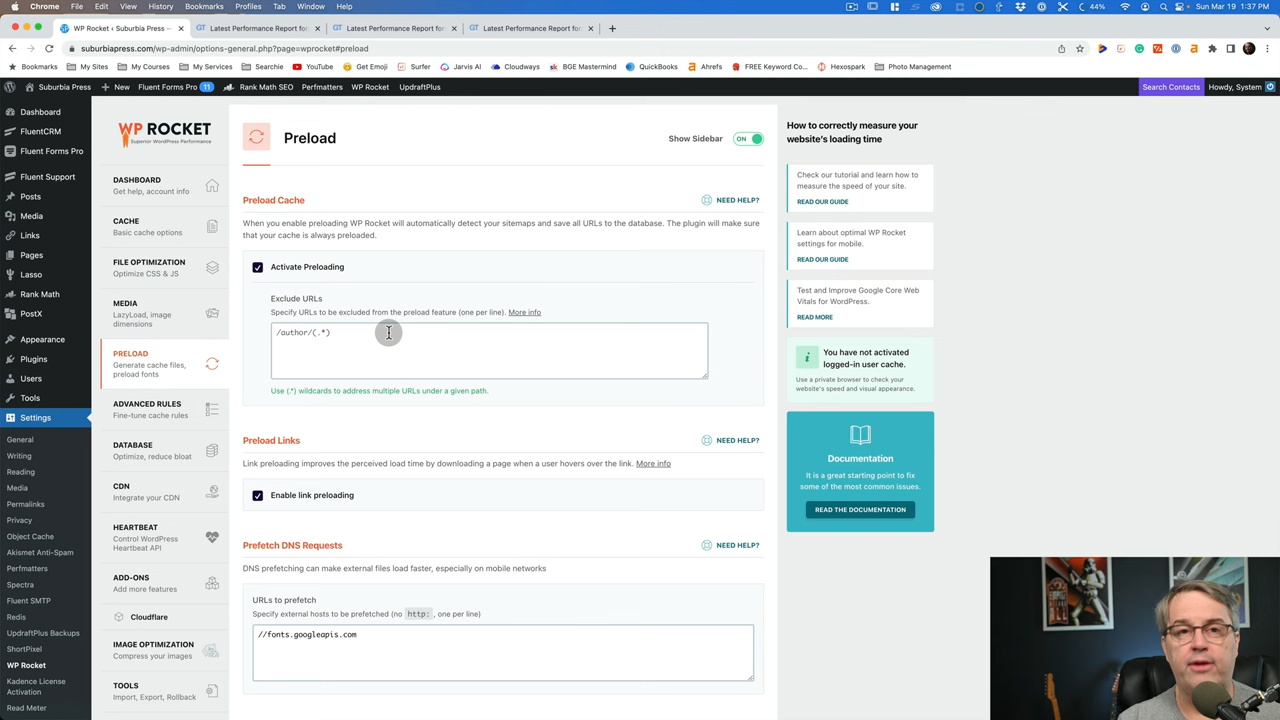 Chrome File Edit View History Bookmarks Profiles Tab Window Help
44% Sun Mar 19 1:37 PM
WP Rocket ‹ Suburbia Press —
Latest Performance Report for:
Latest Performance Report for:
Latest Performance Report for:
suburbiapress.com/wp-admin/options-general.php?page=wprocket#preload
Bookmarks My Sites My Courses My Services Searchie YouTube Get Emoji Surfer Jarvis AI Cloudways BGE Mastermind QuickBooks Ahrefs FREE Keyword Co... Hexospark Photo Management
Suburbia Press New Fluent Forms Pro 11 Rank Math SEO Perfmatters WP Rocket UpdraftPlus Search Contacts Howdy, System
Dashboard
FluentCRM
Fluent Forms Pro
Fluent Support
Posts
Media
Links
Pages
Lasso
Rank Math
PostX
Appearance
Plugins
Users
Tools
Settings
General
Writing
Reading
Media
Permalinks
Privacy
Object Cache
Akismet Anti-Spam
Perfmatters
Spectra
Fluent SMTP
Redis
UpdraftPlus Backups
ShortPixel
WP Rocket
Kadence License
Activation
Read Meter
WP ROCKET
Superior WordPress Performance
DASHBOARD
Get help, account info
CACHE
Basic cache options
FILE OPTIMIZATION
Optimize CSS & JS
MEDIA
LazyLoad, image
dimensions
PRELOAD
Generate cache files,
preload fonts
ADVANCED RULES
Fine-tune cache rules
DATABASE
Optimize, reduce bloat
CDN
Integrate your CDN
HEARTBEAT
Control WordPress
Heartbeat API
ADD-ONS
Add more features
Cloudflare
IMAGE OPTIMIZATION
Compress your images
TOOLS
Import, Export, Rollback
Preload
Show Sidebar ON
Preload Cache
NEED HELP?
When you enable preloading WP Rocket will automatically detect your sitemaps and save all URLs to the database. The plugin will make sure
that your cache is always preloaded.
Activate Preloading
Exclude URLs
Specify URLs to be excluded from the preload feature (one per line). More info
/author/(.*)
Use (.*) wildcards to address multiple URLs under a given path.
Preload Links
NEED HELP?
Link preloading improves the perceived load time by downloading a page when a user hovers over the link. More info
Enable link preloading
Prefetch DNS Requests
NEED HELP?
DNS prefetching can make external files load faster, especially on mobile networks
URLs to prefetch
Specify external hosts to be prefetched (no http: , one per line)
//fonts.googleapis.com
How to correctly measure your
website's loading time
Check our tutorial and learn how to
measure the speed of your site.
READ OUR GUIDE
Learn about optimal WP Rocket
settings for mobile.
READ OUR GUIDE
Test and Improve Google Core Web
Vitals for WordPress.
READ MORE
You have not activated
logged-in user cache.
Use a private browser to check your
website's speed and visual appearance.
Documentation
It is a great starting point to fix
some of the most common issues.
READ THE DOCUMENTATION